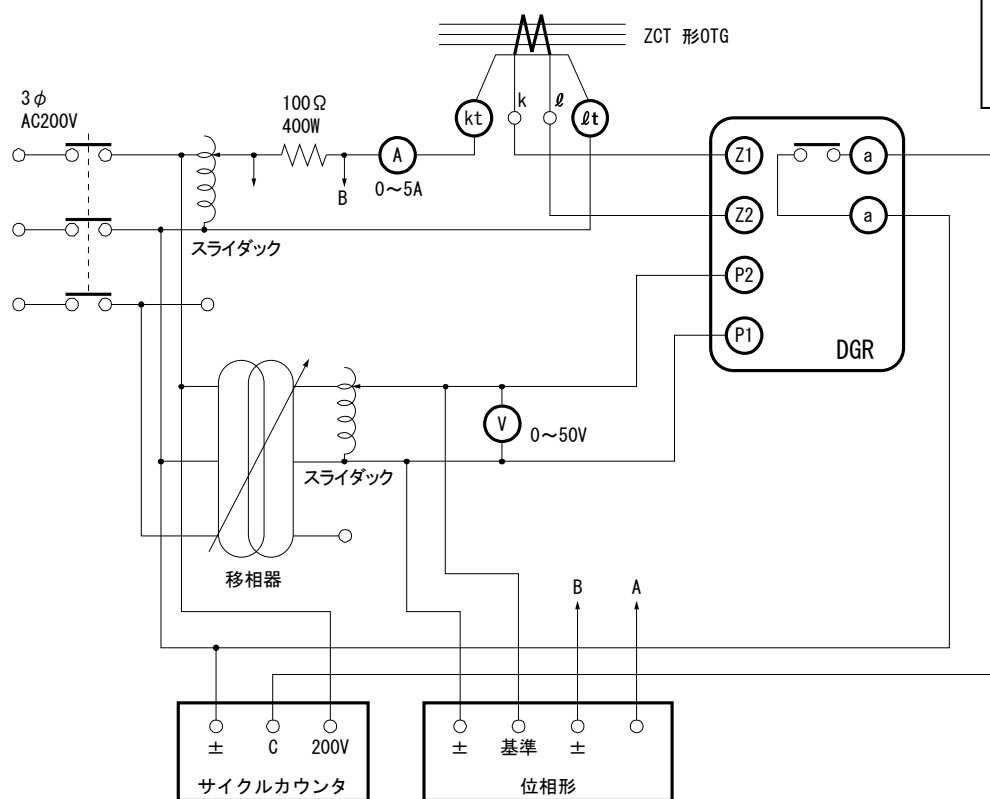 ZCT 形OTG
3φ
AC200V
100Ω
400W
kt
k
ℓ
ℓt
A
0～5A
B
スライダック
Z1
a
Z2
a
P2
P1
DGR
V
0～50V
スライダック
移相器
B
A
±
C
200V
サイクルカウンタ
±
基準
±
位相形